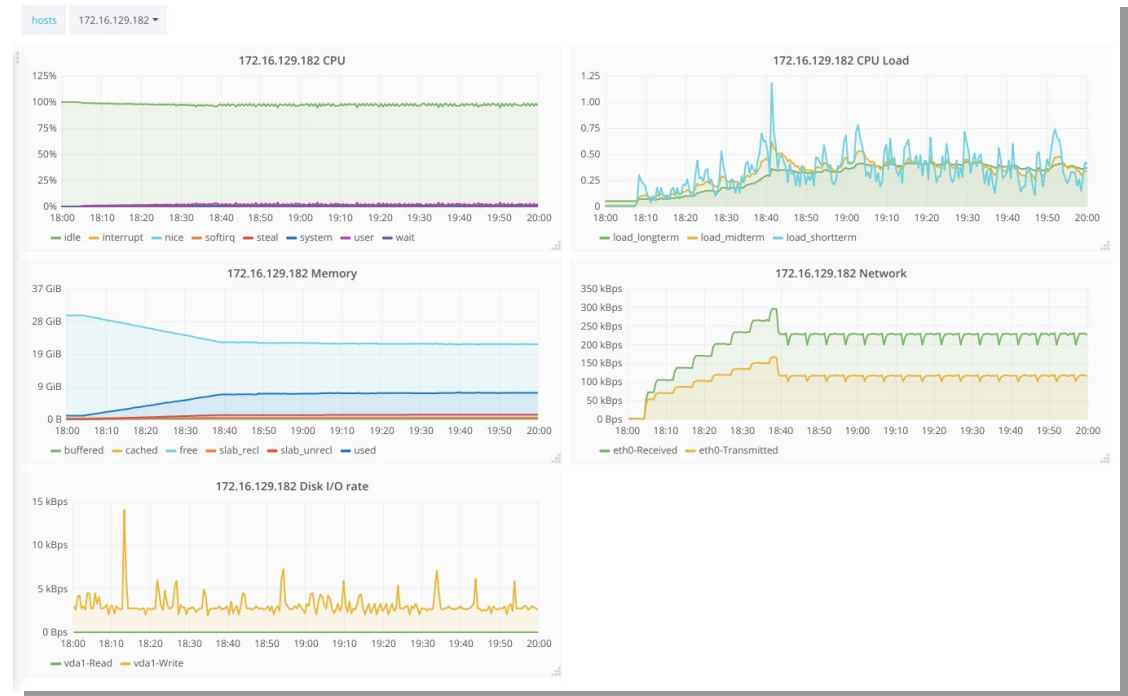 hosts 172.16.129.182
172.16.129.182 CPU
125%
100%
75%
50%
25%
0%
18:00 18:10 18:20 18:30 18:40 18:50 19:00 19:10 19:20 19:30 19:40 19:50 20:00
idle interrupt nice softirq steal system user wait
172.16.129.182 CPU Load
1.25
1.00
0.75
0.50
0.25
0
18:00 18:10 18:20 18:30 18:40 18:50 19:00 19:10 19:20 19:30 19:40 19:50 20:00
load_longterm load_midterm load_shortterm
172.16.129.182 Memory
37 GiB
28 GiB
19 GiB
9 GiB
0 B
18:00 18:10 18:20 18:30 18:40 18:50 19:00 19:10 19:20 19:30 19:40 19:50 20:00
buffered cached free slab_recl slab_unrecl used
172.16.129.182 Network
350 kBps
300 kBps
250 kBps
200 kBps
150 kBps
100 kBps
50 kBps
0 Bps
18:00 18:10 18:20 18:30 18:40 18:50 19:00 19:10 19:20 19:30 19:40 19:50 20:00
eth0-Received eth0-Transmitted
172.16.129.182 Disk I/O rate
15 kBps
10 kBps
5 kBps
0 Bps
18:00 18:10 18:20 18:30 18:40 18:50 19:00 19:10 19:20 19:30 19:40 19:50 20:00
vda1-Read vda1-Write